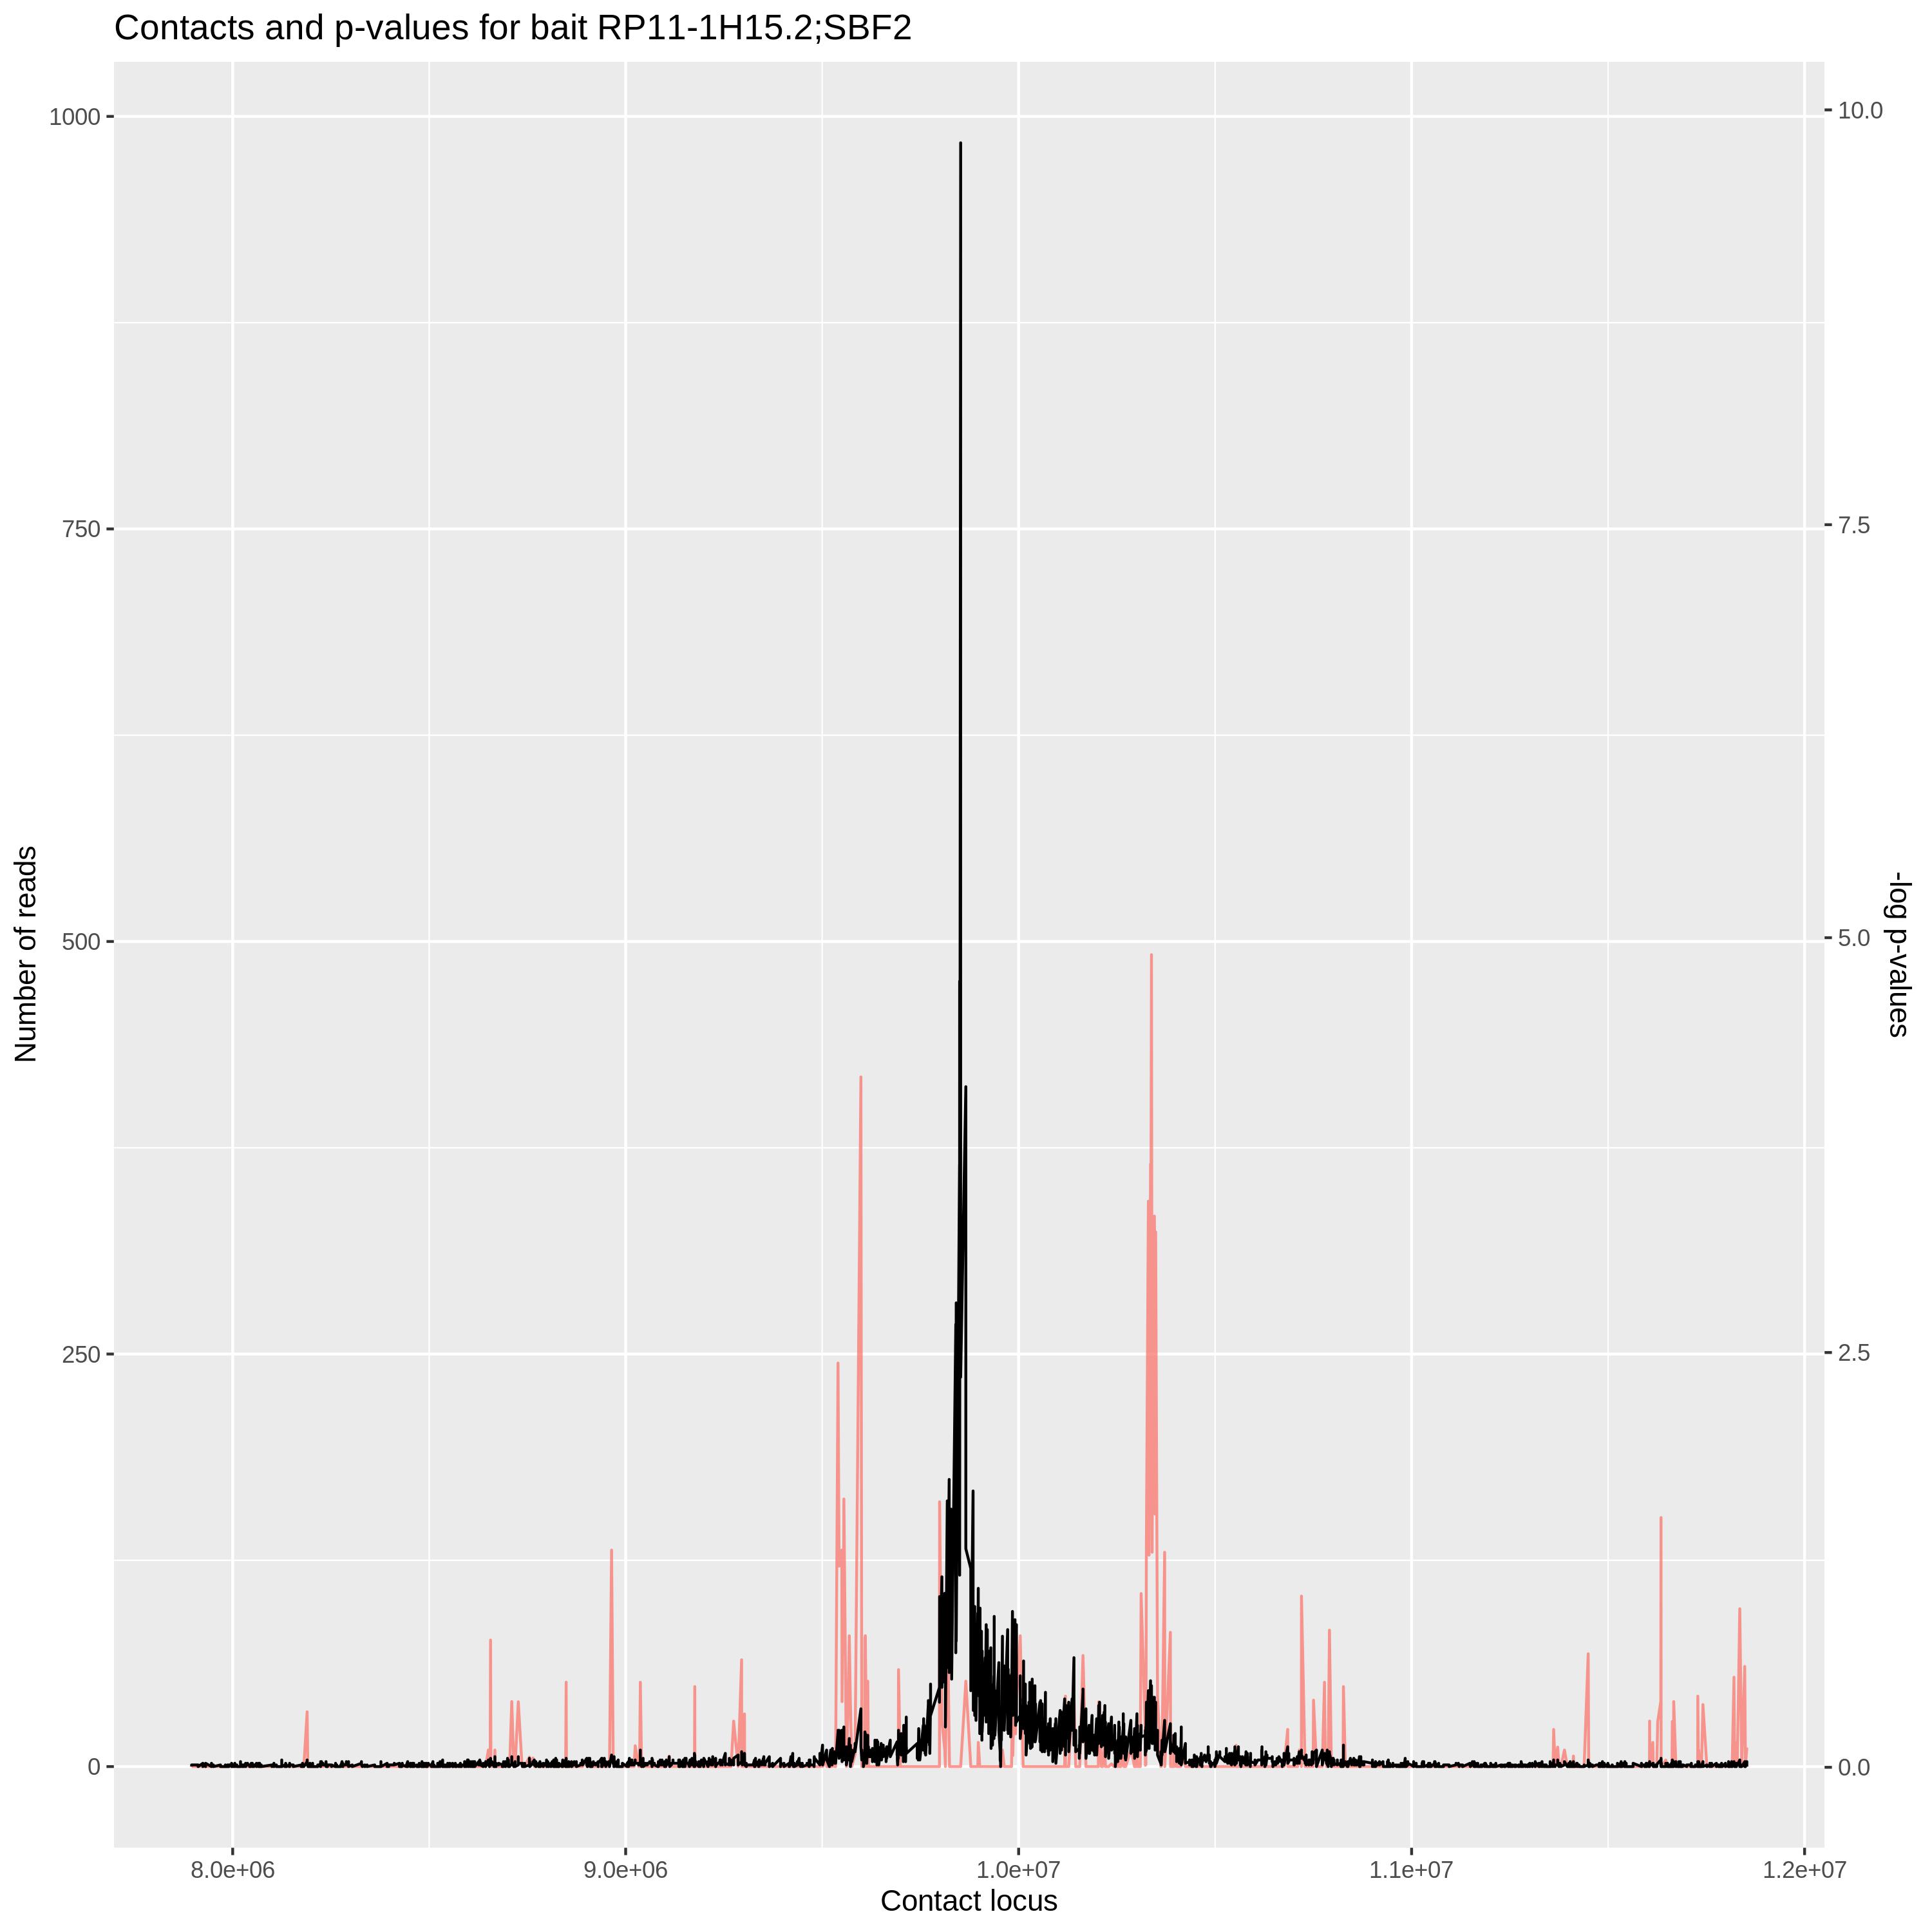 Contacts and p-values for bait RP11-1H15.2;SBF2
1000
750
500
250
0
Number of reads
10.0
7.5
5.0
2.5
0.0
-log p-values
8.0e+06
9.0e+06
1.0e+07
1.1e+07
1.2e+07
Contact locus